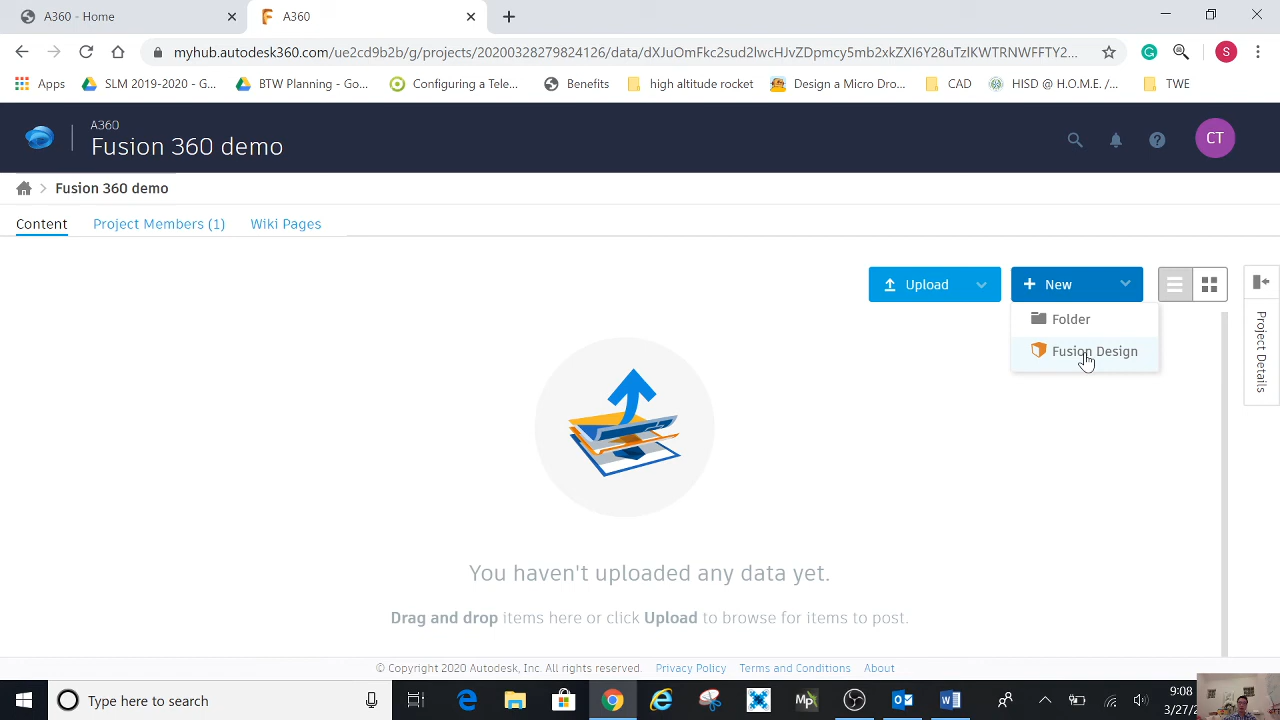 A360 - Home
A360
myhub.autodesk360.com/ue2cd9b2b/g/projects/20200328279824126/data/dXJuOmFkc2sud2lwcHJvZDpmcy5mb2xkZXI6Y28uTzlKWTRNWFFTY2...
S
Apps
SLM 2019-2020 - G...
BTW Planning - Go...
Configuring a Tele...
Benefits
high altitude rocket
Design a Micro Dro...
CAD
HISD @ H.O.M.E. /...
TWE
A360
Fusion 360 demo
CT
Fusion 360 demo
Content
Project Members (1)
Wiki Pages
Upload
New
Folder
Fusion Design
Project Details
You haven't uploaded any data yet.
Drag and drop items here or click Upload to browse for items to post.
© Copyright 2020 Autodesk, Inc. All rights reserved.
Privacy Policy
Terms and Conditions
About
Type here to search
Mp
9:08
3/27/2